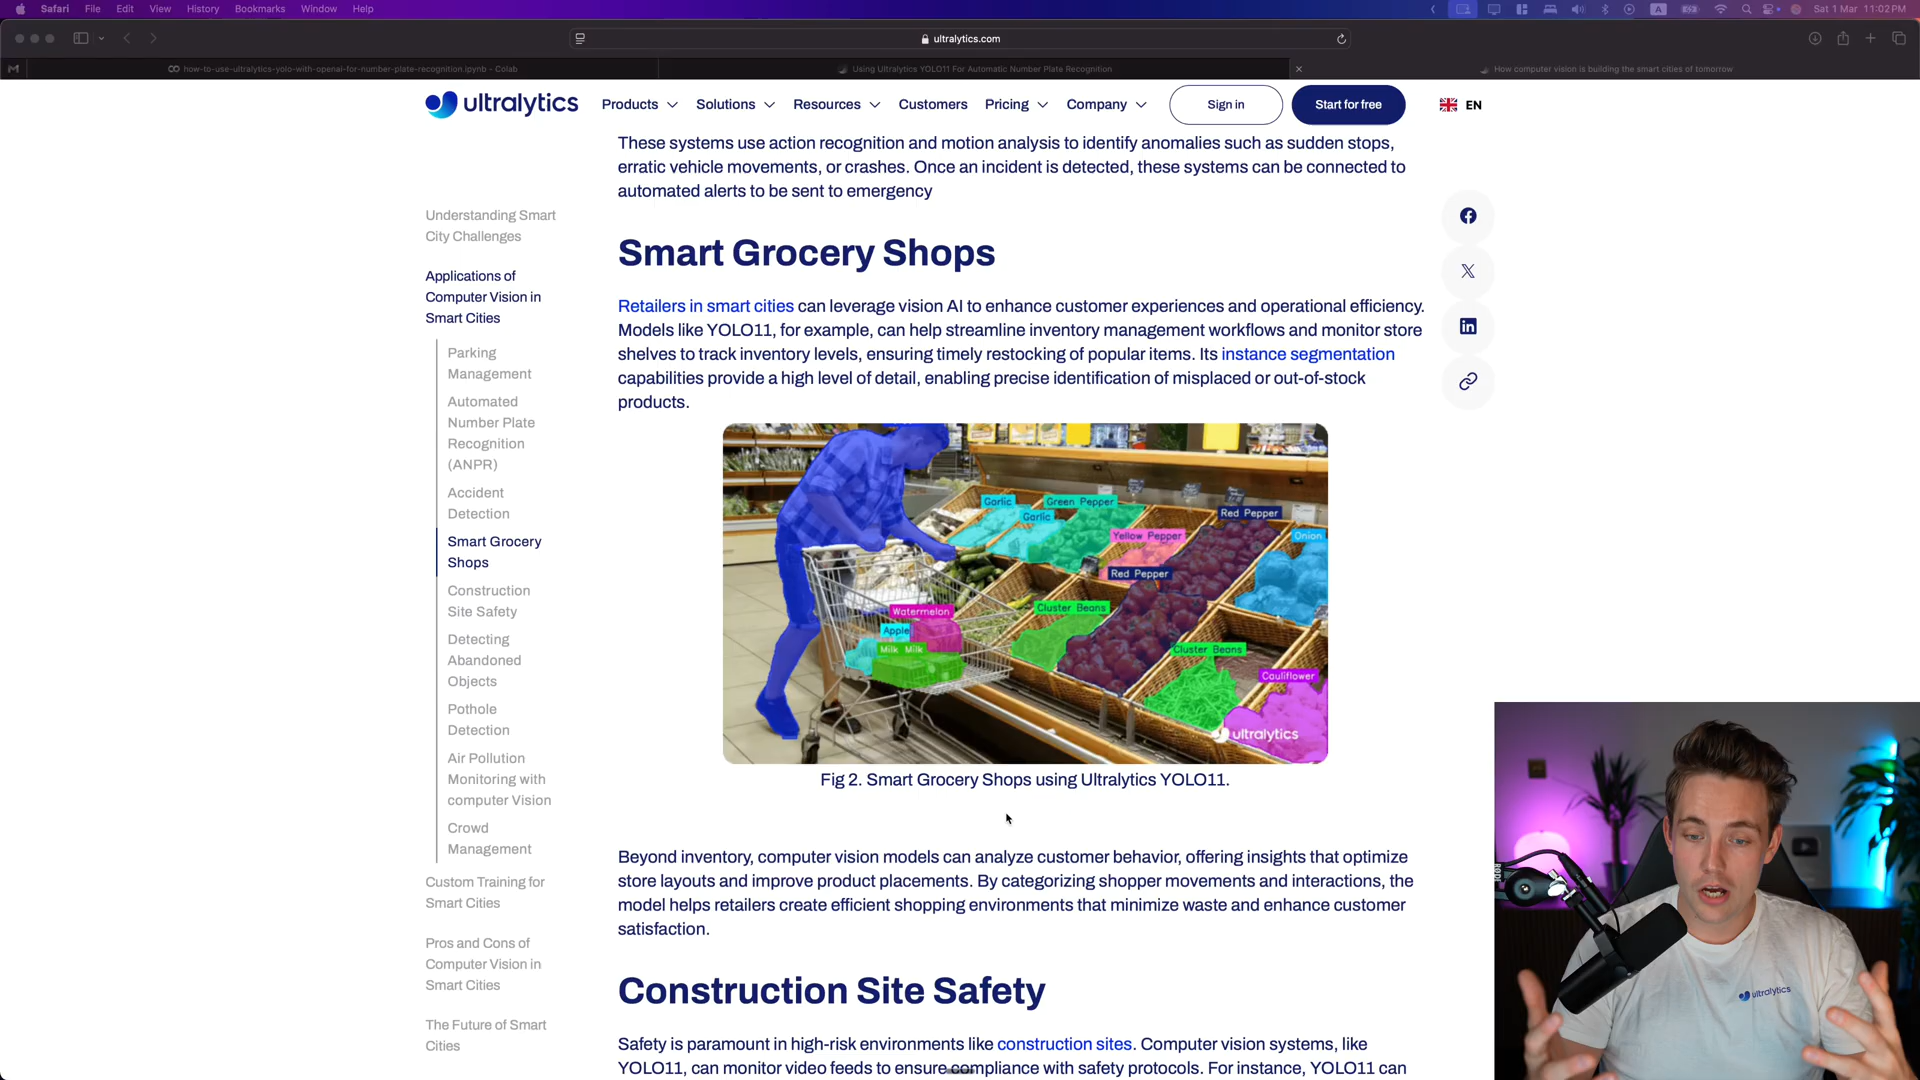 Safari File Edit View History Bookmarks Window Help
Sat 1 Mar 11:02 PM
ultralytics.com
how-to-use-ultralytics-yolo-with-openai-for-number-plate-recognition.ipynb - Colab
Using Ultralytics YOLO11 For Automatic Number Plate Recognition
How computer vision is building the smart cities of tomorrow
ultralytics
Products Solutions Resources Customers Pricing Company Sign in Start for free EN
These systems use action recognition and motion analysis to identify anomalies such as sudden stops,
erratic vehicle movements, or crashes. Once an incident is detected, these systems can be connected to
automated alerts to be sent to emergency
Understanding Smart
City Challenges
Applications of
Computer Vision in
Smart Cities
Parking
Management
Automated
Number Plate
Recognition
(ANPR)
Accident
Detection
Smart Grocery
Shops
Construction
Site Safety
Detecting
Abandoned
Objects
Pothole
Detection
Air Pollution
Monitoring with
computer Vision
Crowd
Management
Custom Training for
Smart Cities
Pros and Cons of
Computer Vision in
Smart Cities
The Future of Smart
Cities
Smart Grocery Shops
Retailers in smart cities can leverage vision AI to enhance customer experiences and operational efficiency.
Models like YOLO11, for example, can help streamline inventory management workflows and monitor store
shelves to track inventory levels, ensuring timely restocking of popular items. Its instance segmentation
capabilities provide a high level of detail, enabling precise identification of misplaced or out-of-stock
products.
Garlic
Green Pepper
Garlic
Red Pepper
Yellow Pepper
Onion
Red Pepper
Cluster Beans
Watermelon
Apple
Milk Milk
Cluster Beans
Cauliflower
ultralytics
Fig 2. Smart Grocery Shops using Ultralytics YOLO11.
Beyond inventory, computer vision models can analyze customer behavior, offering insights that optimize
store layouts and improve product placements. By categorizing shopper movements and interactions, the
model helps retailers create efficient shopping environments that minimize waste and enhance customer
satisfaction.
Construction Site Safety
Safety is paramount in high-risk environments like construction sites. Computer vision systems, like
YOLO11, can monitor video feeds to ensure compliance with safety protocols. For instance, YOLO11 can
RØDE
ultralytics